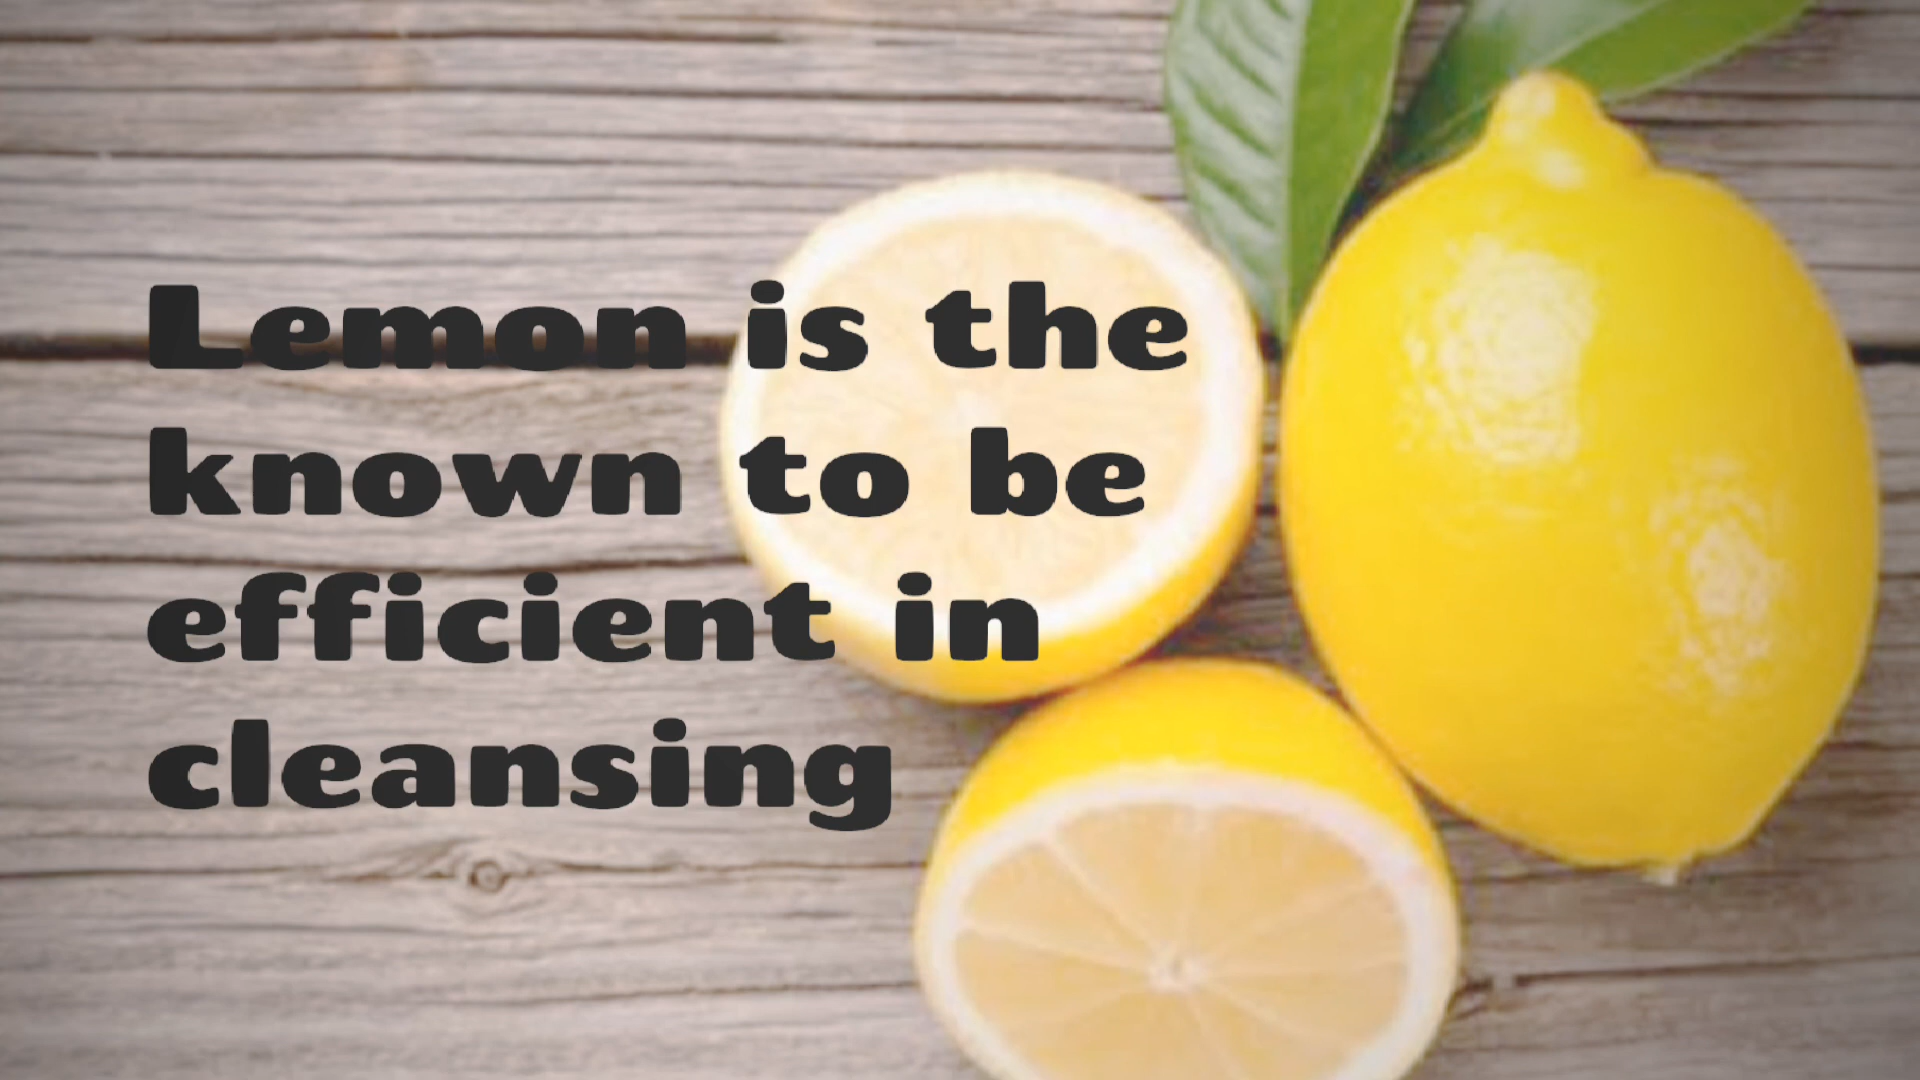 Lemon is the
known to be
efficient in
cleansing